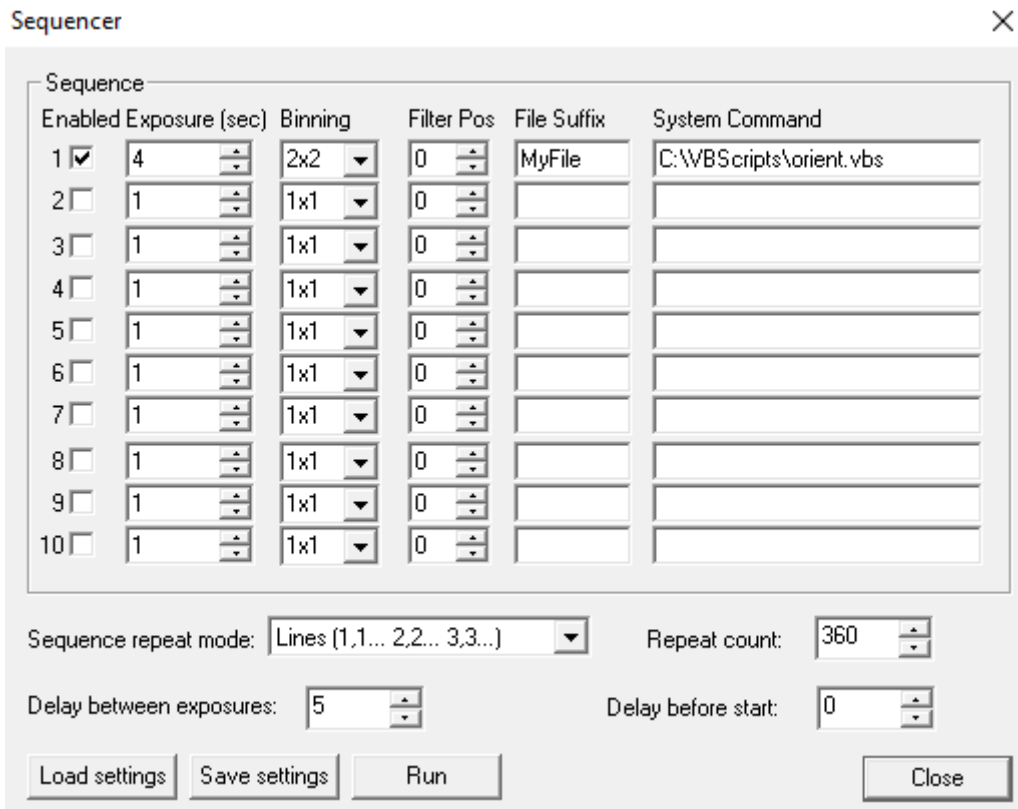 Sequencer
Sequence
Enabled Exposure (sec) Binning Filter Pos File Suffix System Command
1 4 2x2 0 MyFile C:\VBScripts\orient.vbs
2 1 1x1 0
3 1 1x1 0
4 1 1x1 0
5 1 1x1 0
6 1 1x1 0
7 1 1x1 0
8 1 1x1 0
9 1 1x1 0
10 1 1x1 0
Sequence repeat mode: Lines (1,1... 2,2... 3,3...) Repeat count: 360
Delay between exposures: 5 Delay before start: 0
Load settings Save settings Run Close